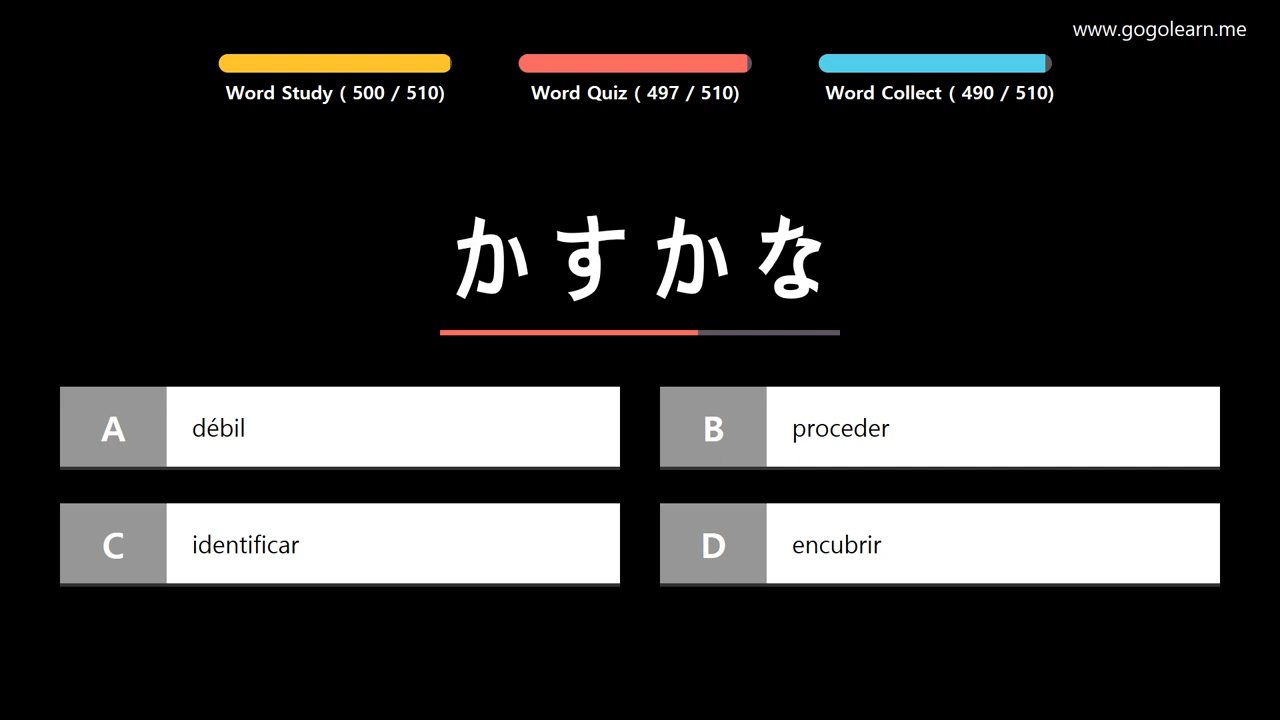 www.gogolearn.me
Word Study ( 500 / 510)
Word Quiz ( 497 / 510)
Word Collect ( 490 / 510)
かすかな
A débil
B proceder
C identificar
D encubrir